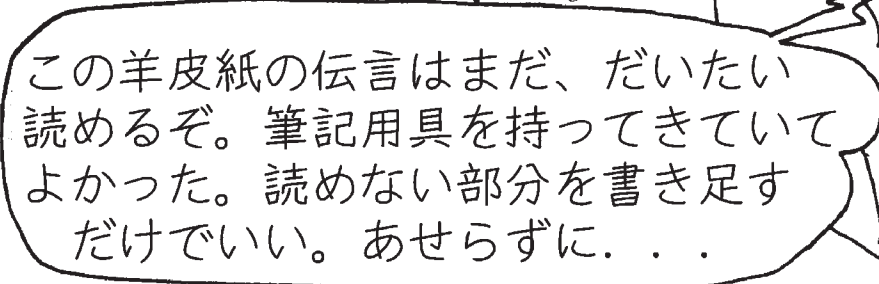 この羊皮紙の伝言はまだ、だいたい
読めるぞ。筆記用具を持ってきていて
よかった。読めない部分を書き足す
だけでいい。あせらずに. . .